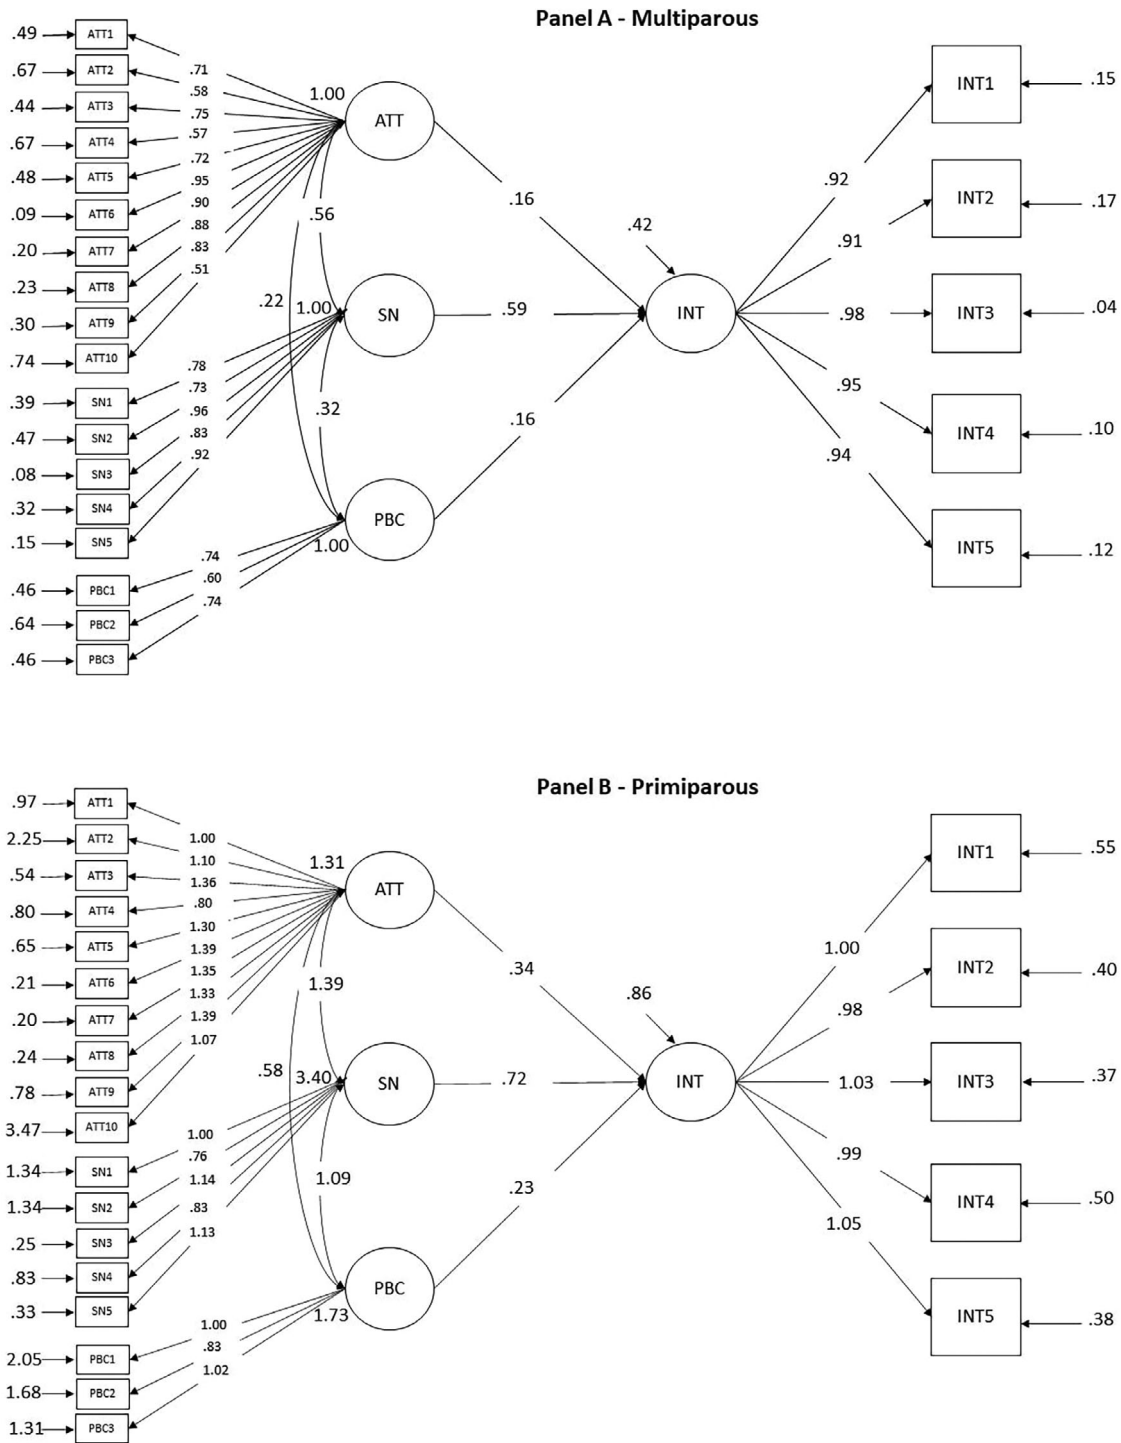 Panel A - Multiparous
.49 ATT1 .71
.67 ATT2 .58
.44 ATT3 .75
.67 ATT4 .57
.48 ATT5 .72
.09 ATT6 .95
.20 ATT7 .90
.23 ATT8 .88
.30 ATT9 .83
.74 ATT10 .51
.39 SN1 .78
.47 SN2 .73
.08 SN3 .96
.32 SN4 .83
.15 SN5 .92
.46 PBC1 .74
.64 PBC2 .60
.46 PBC3 .74
1.00 ATT .16
.56
.22 1.00 SN .59
.32
PBC .16
1.00
.42
INT
.92 INT1 .15
.91 INT2 .17
.98 INT3 .04
.95 INT4 .10
.94 INT5 .12
Panel B - Primiparous
.97 ATT1 1.00
2.25 ATT2 1.10
.54 ATT3 1.36
.80 ATT4 .80
.65 ATT5 1.30
.21 ATT6 1.39
.20 ATT7 1.35
.24 ATT8 1.33
.78 ATT9 1.39
3.47 ATT10 1.07
1.34 SN1 1.00
1.34 SN2 .76
.25 SN3 1.14
.83 SN4 .83
.33 SN5 1.13
2.05 PBC1 1.00
1.68 PBC2 .83
1.31 PBC3 1.02
1.31 ATT .34
1.39
.58 3.40 SN .72
1.09
PBC .23
1.73
.86
INT
1.00 INT1 .55
.98 INT2 .40
1.03 INT3 .37
.99 INT4 .50
1.05 INT5 .38